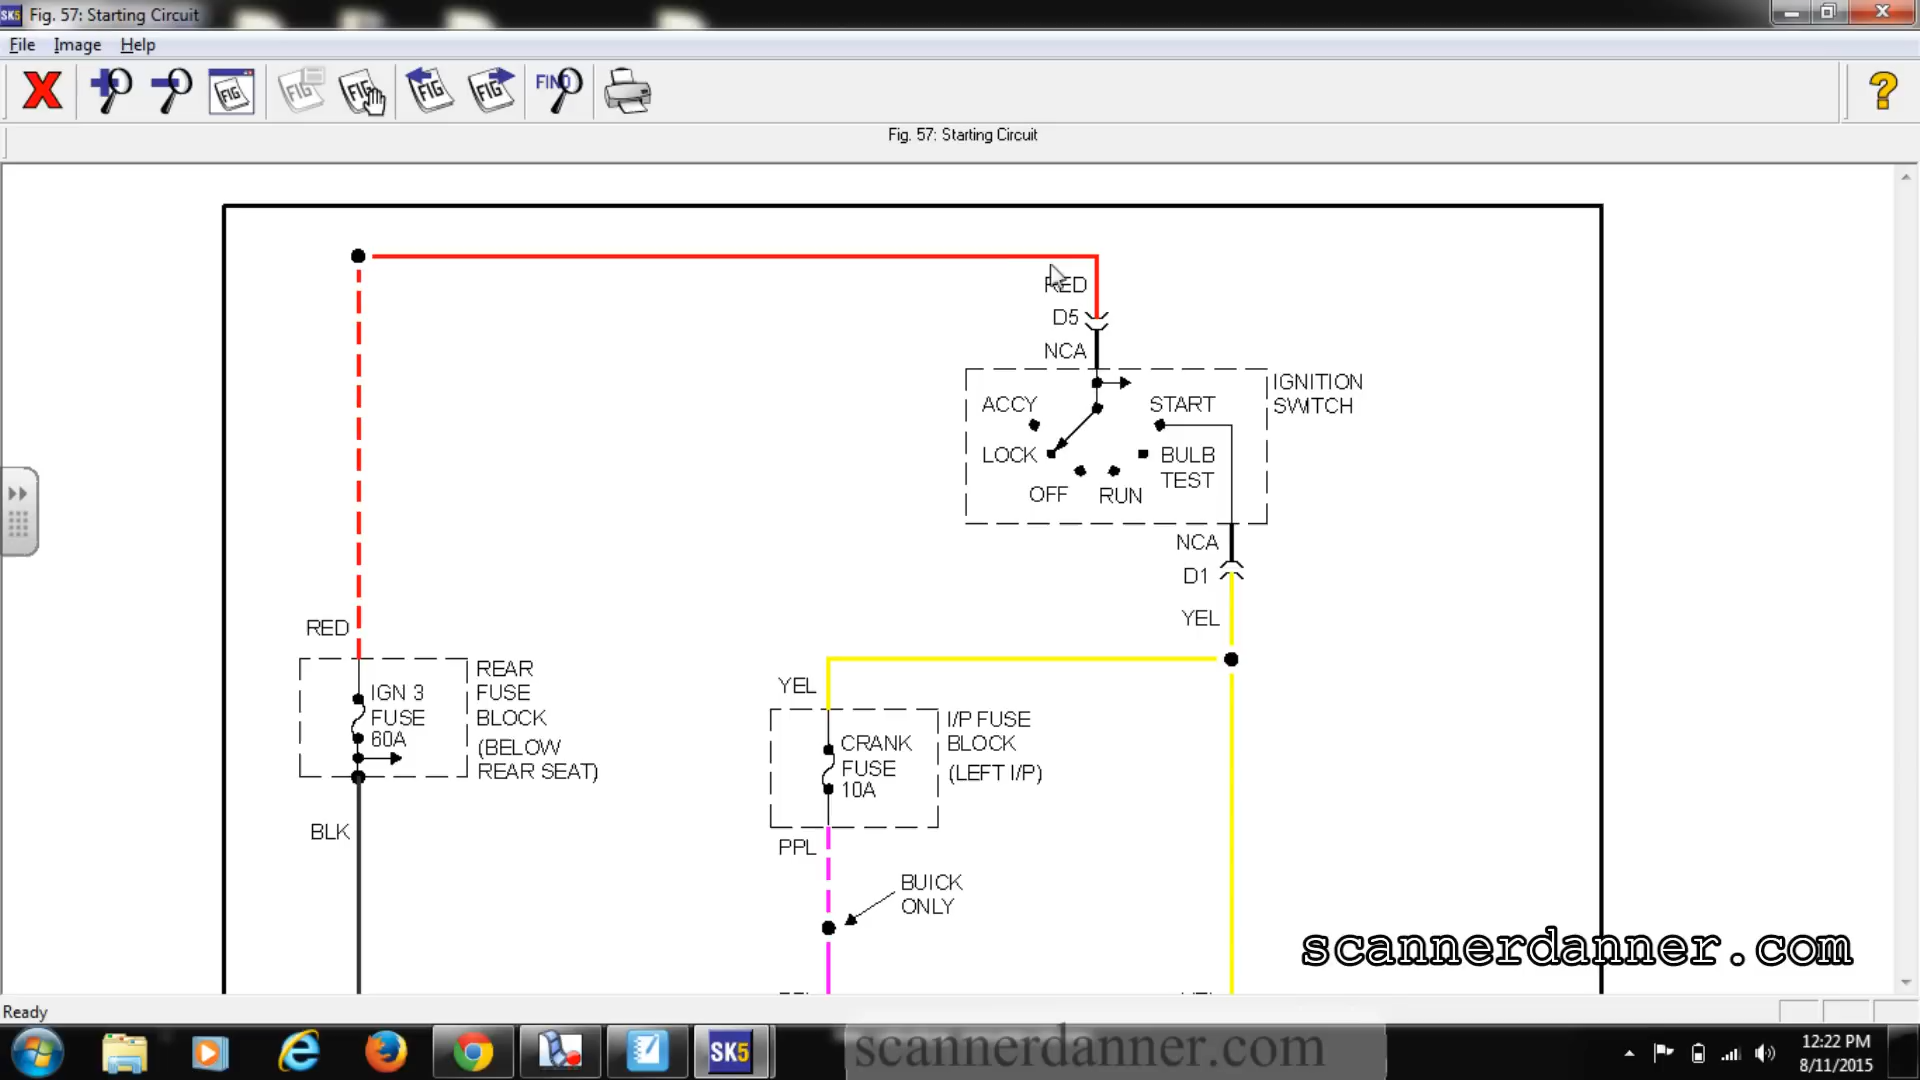 SK5 Fig. 57: Starting Circuit
File Image Help
FIG
FIG
FIG
FIG
FIG
FIND
?
Fig. 57: Starting Circuit
RED
D5
NCA
IGNITION
SWITCH
ACCY
START
LOCK
BULB
TEST
OFF
RUN
NCA
D1
YEL
RED
REAR
FUSE
BLOCK
(BELOW
REAR SEAT)
IGN 3
FUSE
60A
YEL
I/P FUSE
BLOCK
(LEFT I/P)
CRANK
FUSE
10A
BLK
PPL
BUICK
ONLY
scannerdanner.com
Ready
SK5
scannerdanner.com
12:22 PM
8/11/2015